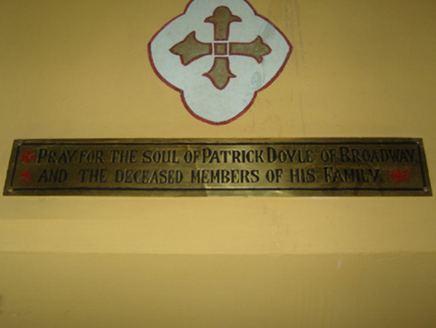 PRAY FOR THE SOUL OF PATRICK DOYLE OF BROADWAY
AND THE DECEASED MEMBERS OF HIS FAMILY.